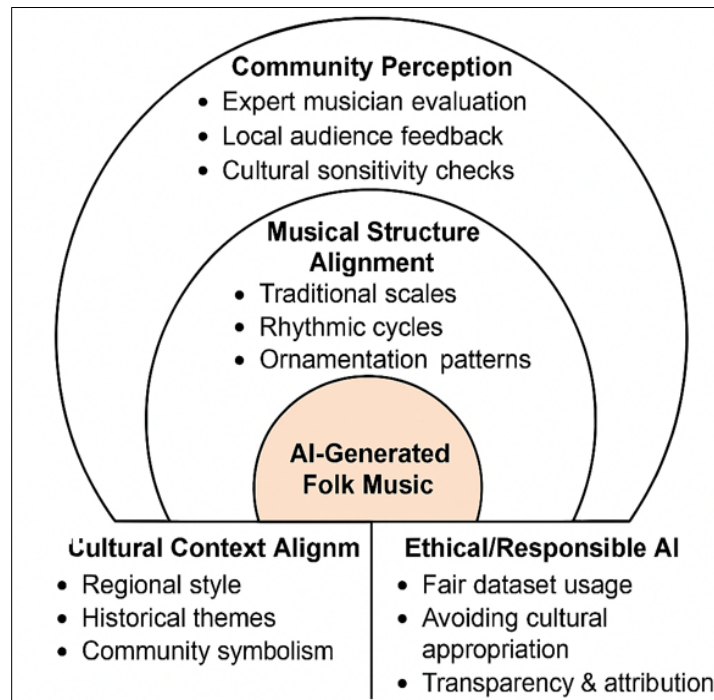 Community Perception
• Expert musician evaluation
• Local audience feedback
• Cultural sonsitivity checks
Musical Structure
Alignment
• Traditional scales
• Rhythmic cycles
• Ornamentation patterns
AI-Generated
Folk Music
Cultural Context Alignm
• Regional style
• Historical themes
• Community symbolism
Ethical/Responsible AI
• Fair dataset usage
• Avoiding cultural
appropriation
• Transparency & attribution